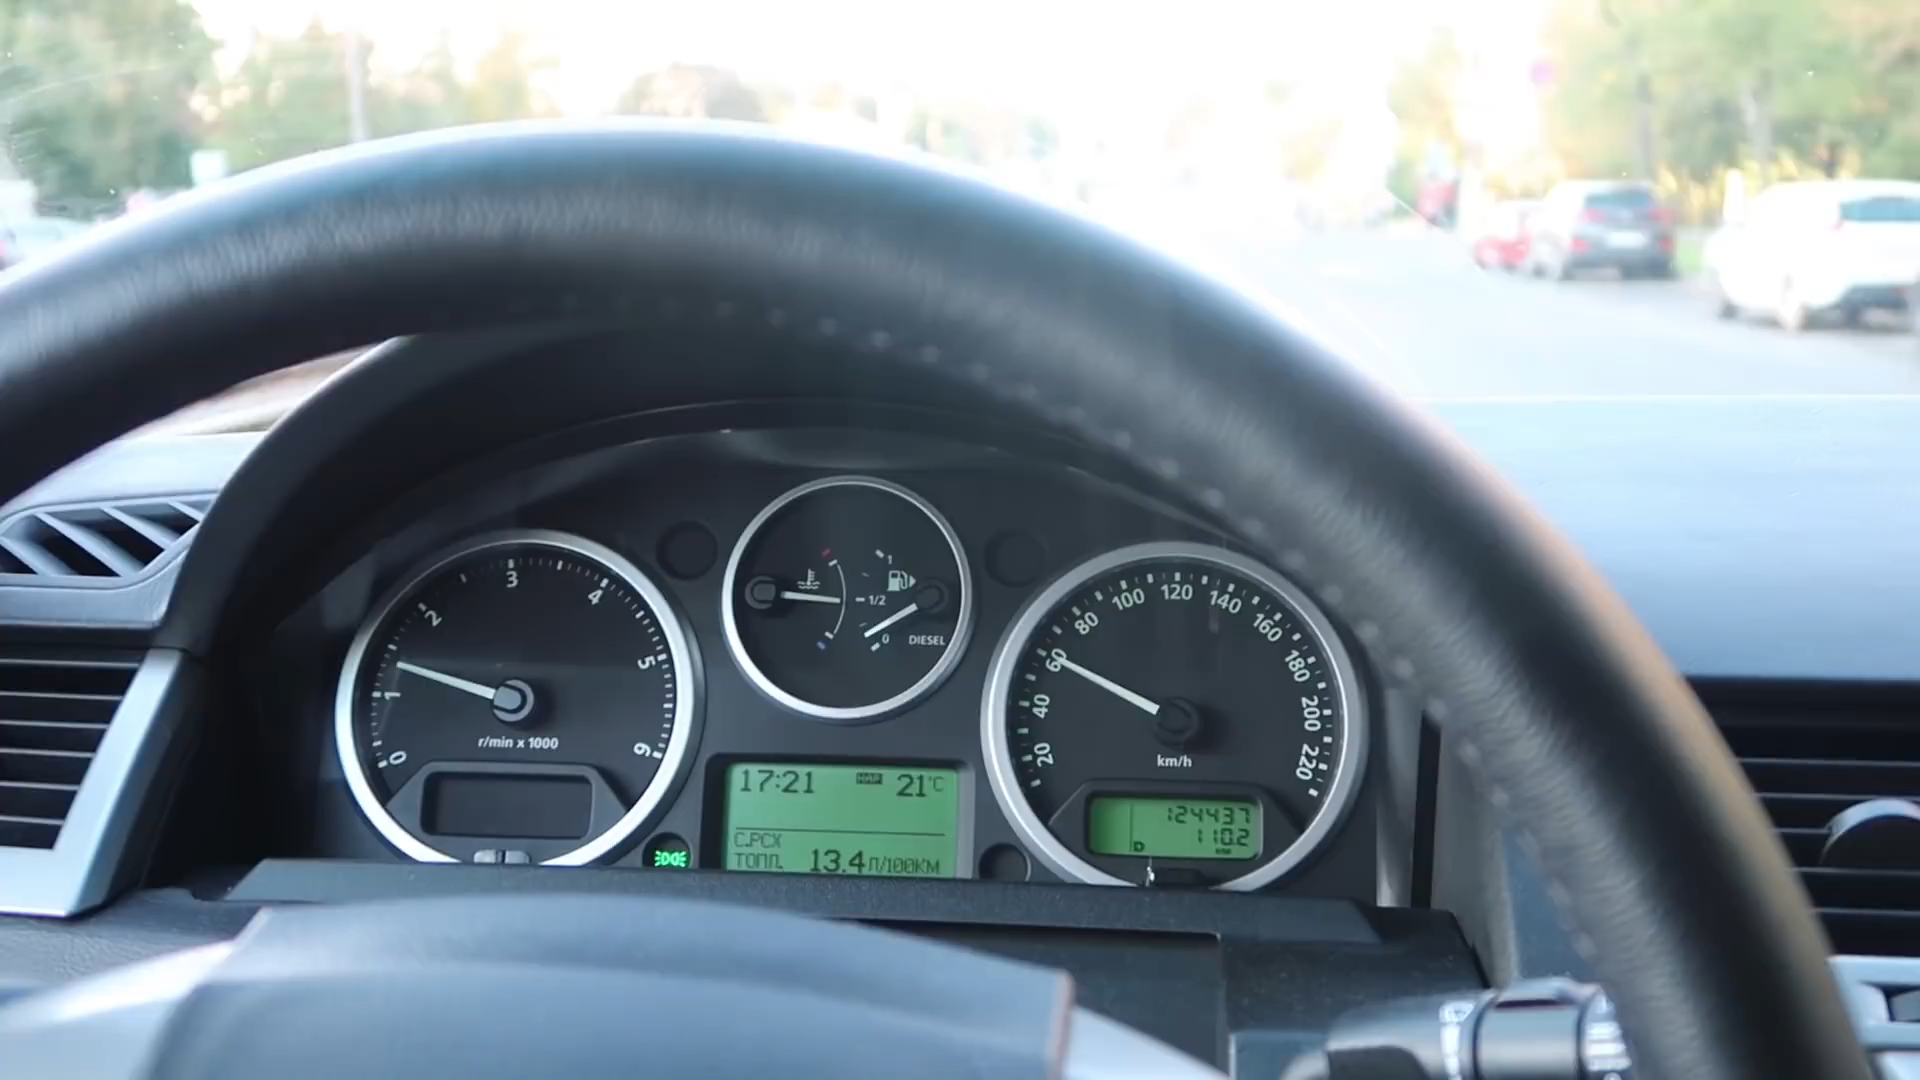 0 1 2 3 4 5 6
r/min x 1000
1
1/2
0
DIESEL
20 40 60 80 100 120 140 160 180 200 220
km/h
17:21 НАР 21°C
С.РСХ
ТОПЛ. 13.4 Л/100КМ
124437
110.2
D